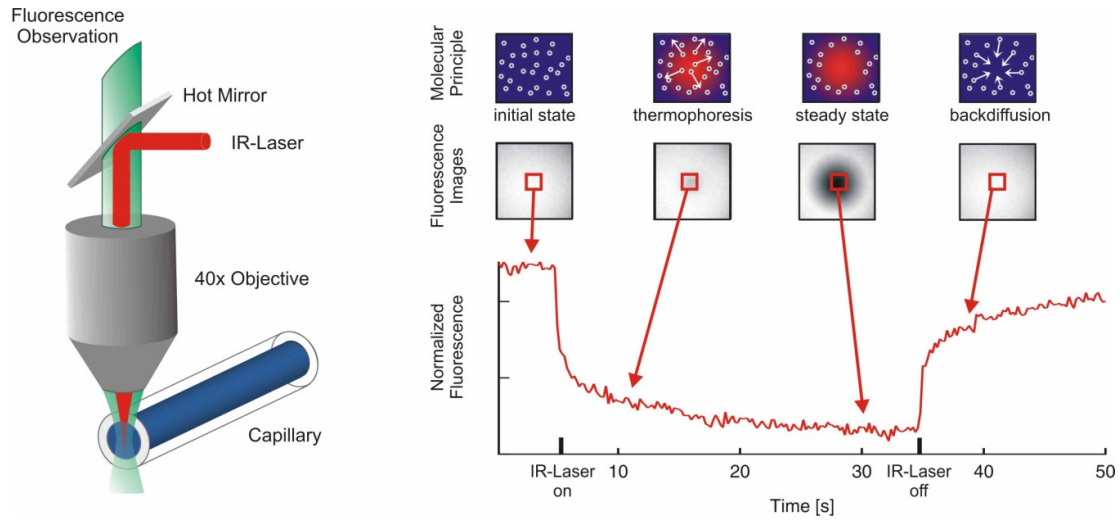 Fluorescence
Observation
Hot Mirror
IR-Laser
40x Objective
Capillary
Molecular
Principle
initial state
thermophoresis
steady state
backdiffusion
Fluorescence
Images
Normalized
Fluorescence
IR-Laser
on
10
20
30
IR-Laser
off
40
50
Time [s]